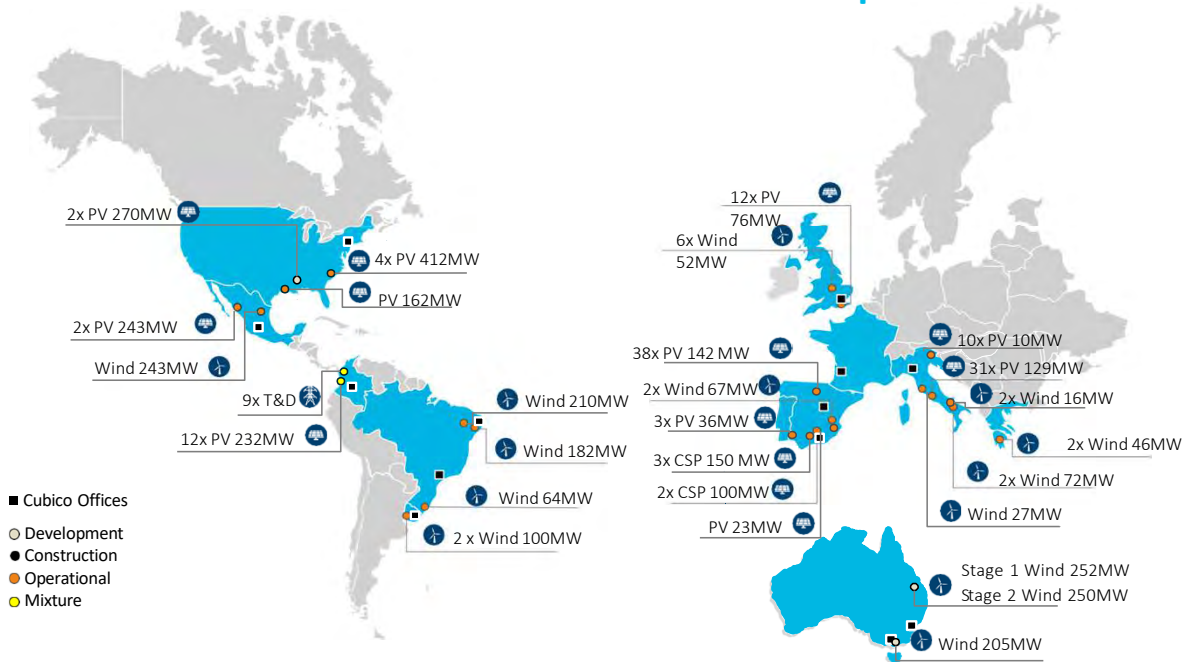 2x PV 270MW
4x PV 412MW
PV 162MW
2x PV 243MW
Wind 243MW
9x T&D
12x PV 232MW
Wind 210MW
Wind 182MW
Wind 64MW
2 x Wind 100MW
Cubico Offices
Development
Construction
Operational
Mixture
12x PV
76MW
6x Wind
52MW
38x PV 142 MW
2x Wind 67MW
3x PV 36MW
3x CSP 150 MW
2x CSP 100MW
PV 23MW
10x PV 10MW
31x PV 129MW
2x Wind 16MW
2x Wind 46MW
2x Wind 72MW
Wind 27MW
Stage 1 Wind 252MW
Stage 2 Wind 250MW
Wind 205MW